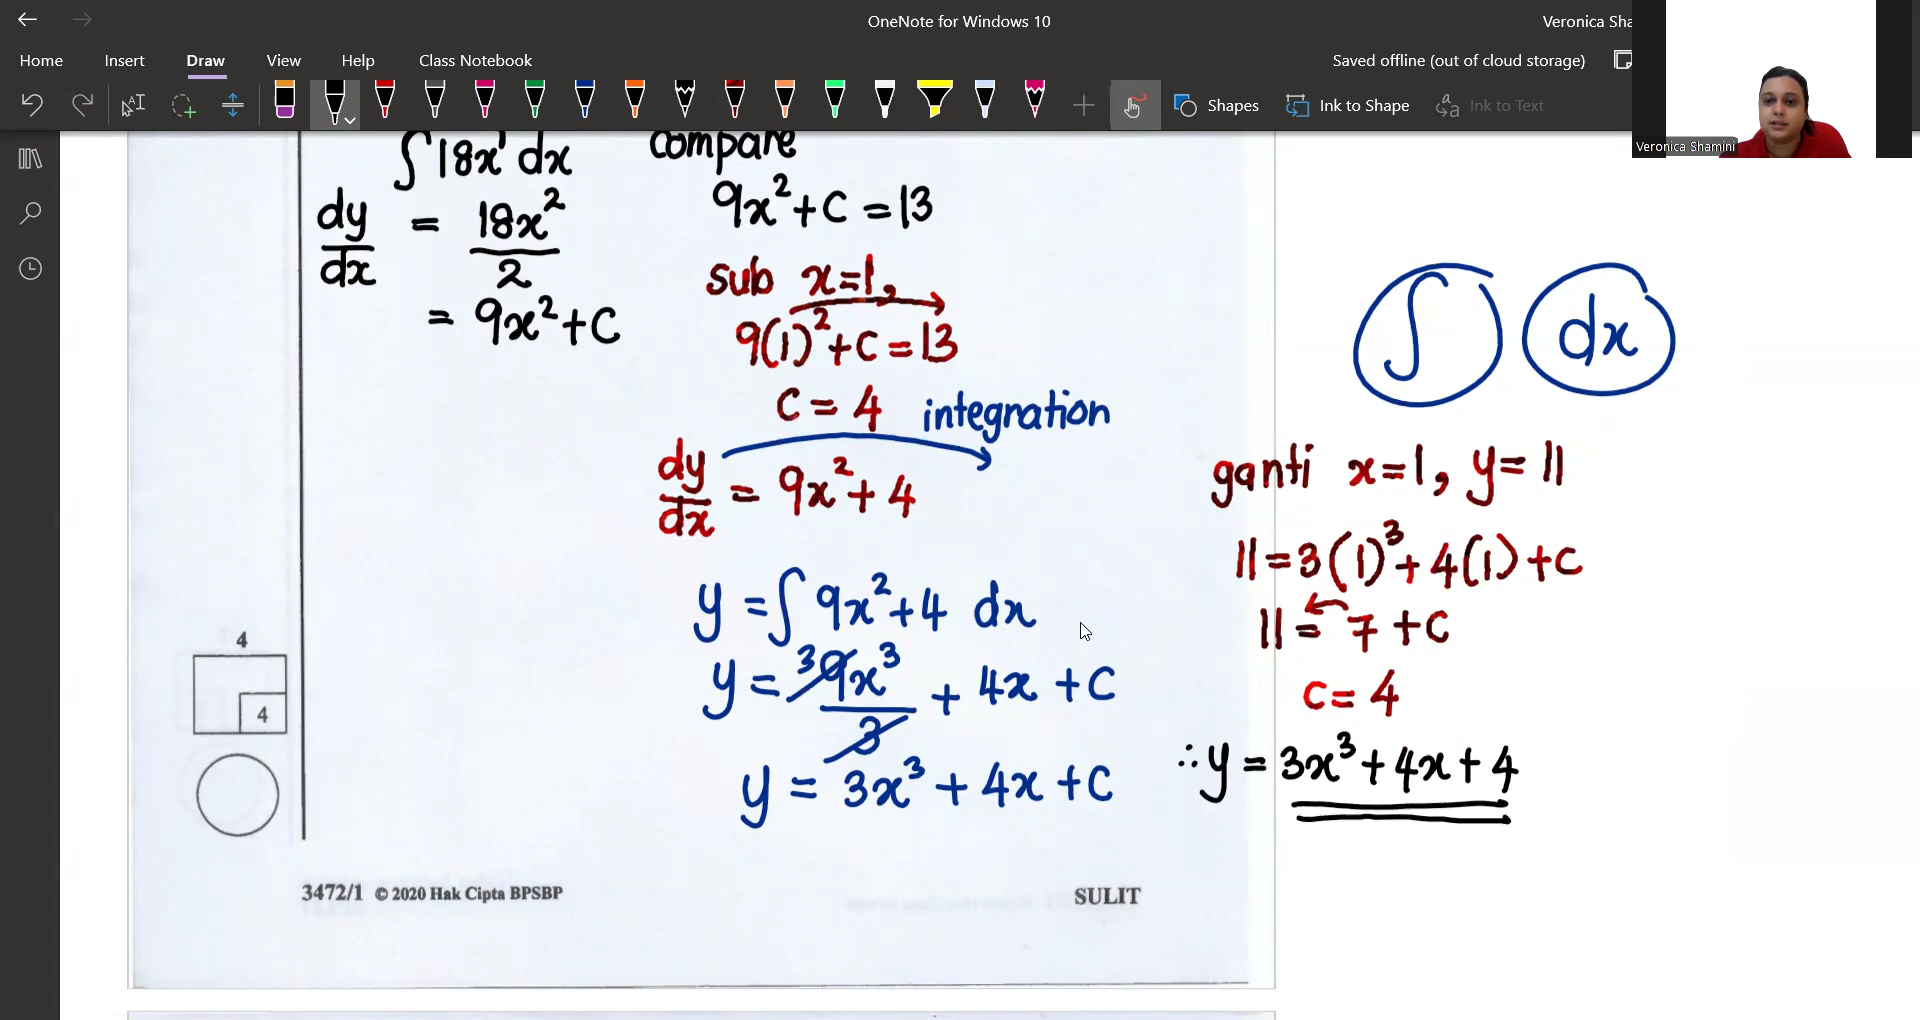 OneNote for Windows 10
Veronica Sha
Home Insert Draw View Help Class Notebook
Saved offline (out of cloud storage)
Shapes Ink to Shape Ink to Text
Veronica Shamini
∫ 18x¹ dx
dy/dx = 18x²/2
= 9x² + C
compare
9x² + C = 13
sub x = 1,
9(1)² + C = 13
C = 4
integration
dy/dx = 9x² + 4
y = ∫ 9x² + 4 dx
y = ³9x³/3 + 4x + C
y = 3x³ + 4x + C
∫ dx
ganti x = 1, y = 11
11 = 3(1)³ + 4(1) + C
11 = 7 + C
C = 4
∴ y = 3x³ + 4x + 4
4
4
3472/1 © 2020 Hak Cipta BPSBP
SULIT